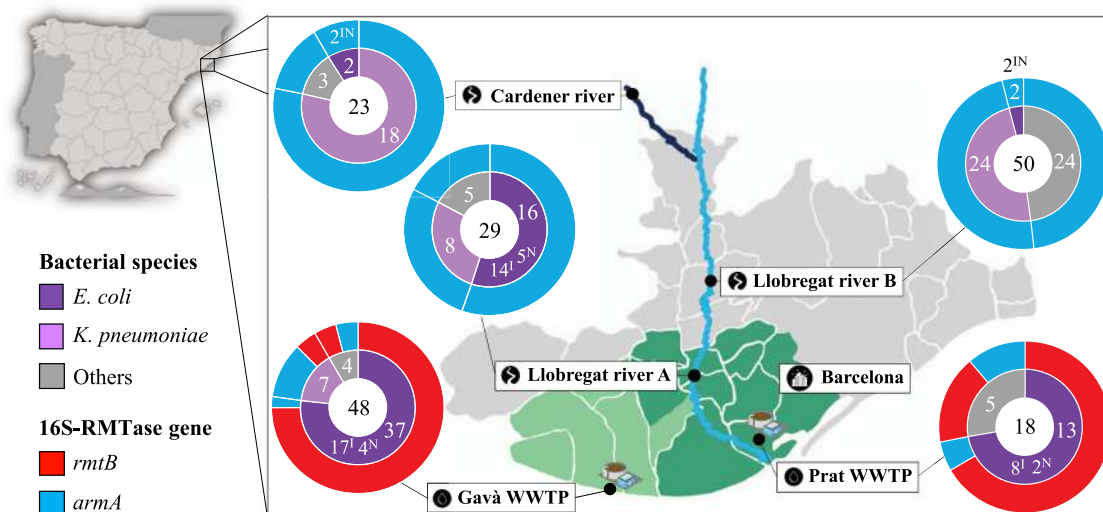 2ᴵᴺ
2
3
23
18
Cardener river
2ᴵᴺ
2
24
50
24
5
16
29
8
14ᴵ 5ᴺ
Bacterial species
E. coli
K. pneumoniae
Others
16S-RMTase gene
rmtB
armA
Llobregat river B
Llobregat river A
Barcelona
4
7
48
37
17ᴵ 4ᴺ
5
18
13
8ᴵ 2ᴺ
Prat WWTP
Gavà WWTP